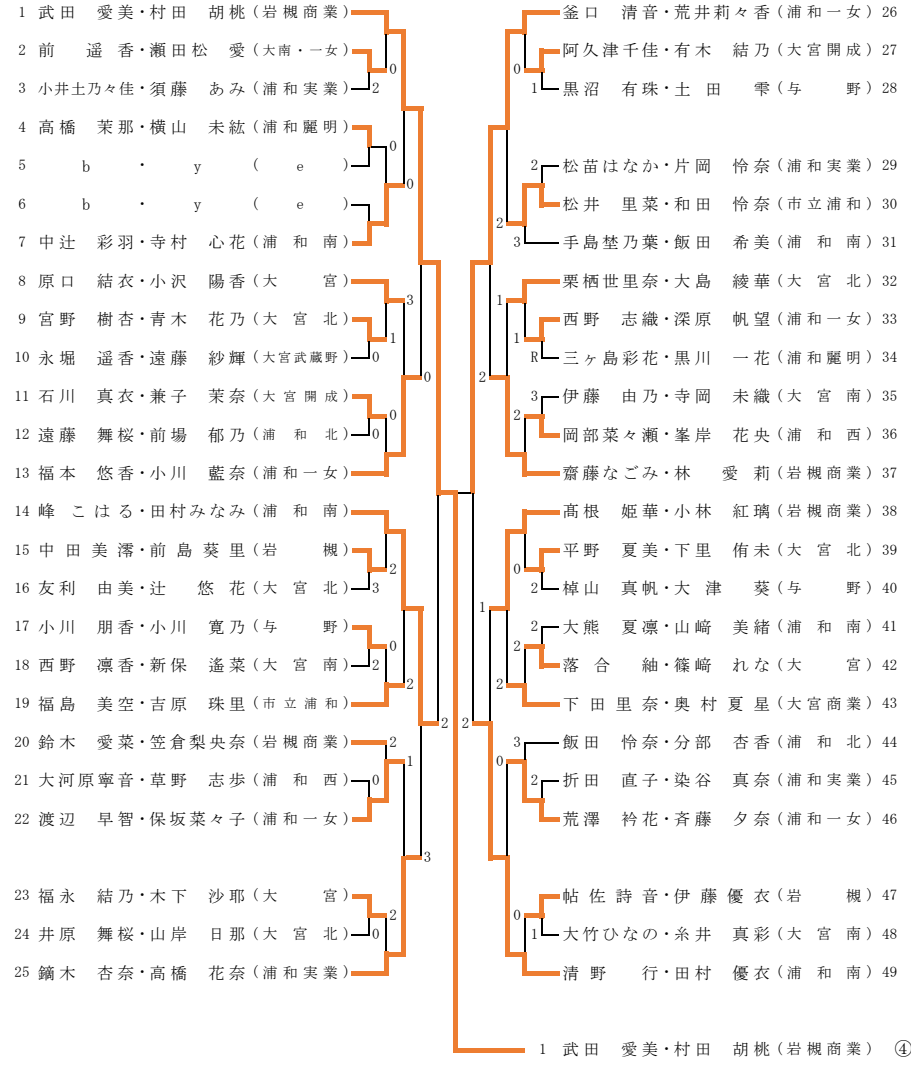 1 武田 愛美・村田 胡桃(岩槻商業)
2 前 遥香・瀬田松 愛(大南・一女)
0
3 小井土乃々佳・須藤 あみ(浦和実業)
2
4 高橋 茉那・横山 未紘(浦和麗明)
0
5 b・y(e)
0
6 b・y(e)
7 中辻 彩羽・寺村 心花(浦和南)
8 原口 結衣・小沢 陽香(大宮)
3
9 宮野 樹杏・青木 花乃(大宮北)
1
10 永堀 遥香・遠藤 紗輝(大宮武蔵野)
0
0
11 石川 真衣・兼子 茉奈(大宮開成)
0
12 遠藤 舞桜・前場 郁乃(浦和北)
0
13 福本 悠香・小川 藍奈(浦和一女)
14 峰 こはる・田村みなみ(浦和南)
15 中田美澪・前島葵里(岩槻)
2
16 友利 由美・辻 悠花(大宮北)
3
17 小川 朋香・小川 寛乃(与野)
0
18 西野 凛香・新保 遙菜(大宮南)
2
2
19 福島 美空・吉原 珠里(市立浦和)
2
20 鈴木 愛菜・笠倉梨央奈(岩槻商業)
2
1
21 大河原寧音・草野 志歩(浦和西)
0
22 渡辺 早智・保坂菜々子(浦和一女)
3
23 福永 結乃・木下 沙耶(大宮)
2
24 井原 舞桜・山岸 日那(大宮北)
0
25 鏑木 杏奈・高橋 花奈(浦和実業)
釜口 清音・荒井莉々香(浦和一女) 26
阿久津千佳・有木 結乃(大宮開成) 27
0
1
黒沼 有珠・土田 雫(与野) 28
2
松苗はなか・片岡 怜奈(浦和実業) 29
松井 里菜・和田 怜奈(市立浦和) 30
2
3
手島埜乃葉・飯田 希美(浦和南) 31
栗栖世里奈・大島 綾華(大宮北) 32
1
西野 志織・深原 帆望(浦和一女) 33
1
R
三ヶ島彩花・黒川 一花(浦和麗明) 34
2
3
伊藤 由乃・寺岡 未織(大宮南) 35
2
岡部菜々瀬・峯岸 花央(浦和西) 36
齋藤なごみ・林 愛莉(岩槻商業) 37
髙根 姫華・小林 紅璃(岩槻商業) 38
平野 夏美・下里 侑未(大宮北) 39
0
2
棹山 真帆・大津 葵(与野) 40
1
2
大熊 夏凛・山﨑 美緒(浦和南) 41
2
落合 紬・篠﨑 れな(大宮) 42
2
下田里奈・奥村夏星(大宮商業) 43
2
3
飯田 怜奈・分部 杏香(浦和北) 44
0
2
折田 直子・染谷 真奈(浦和実業) 45
荒澤 衿花・斉藤 夕奈(浦和一女) 46
帖佐詩音・伊藤優衣(岩槻) 47
0
1
大竹ひなの・糸井 真彩(大宮南) 48
清野 行・田村 優衣(浦和南) 49
1 武田 愛美・村田 胡桃(岩槻商業) ④